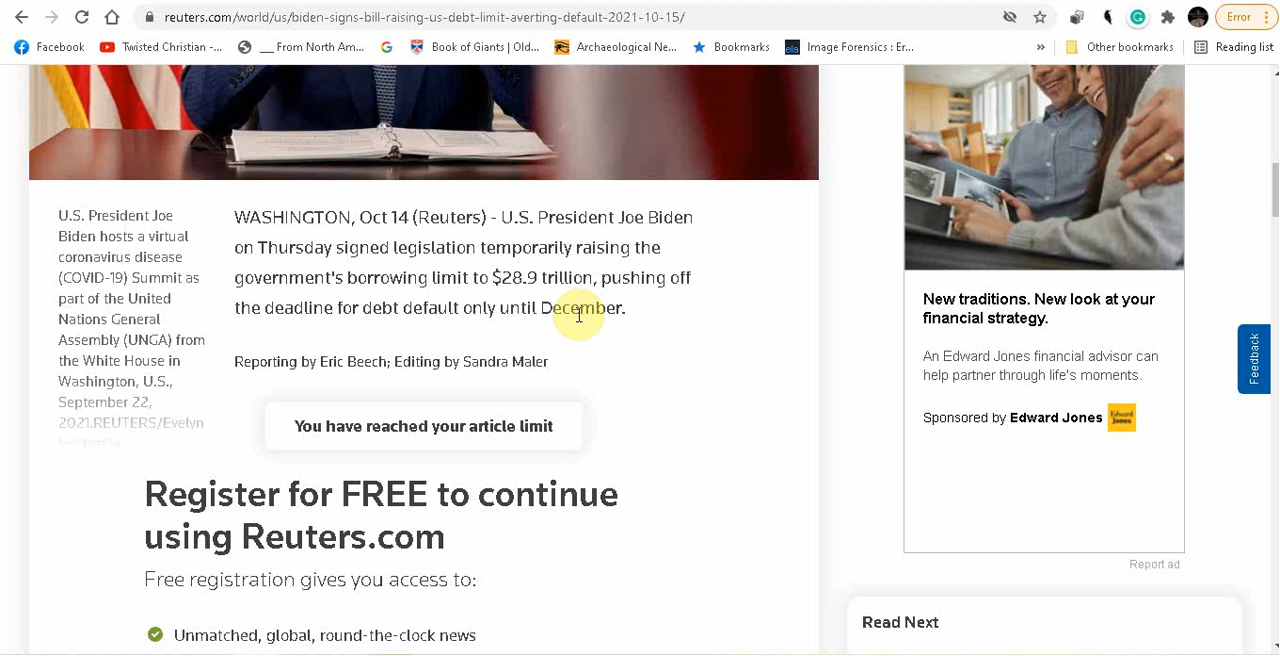 reuters.com/world/us/biden-signs-bill-raising-us-debt-limit-averting-default-2021-10-15/
Error
Facebook
Twisted Christian -...
__From North Am...
Book of Giants | Old...
Archaeological Ne...
Bookmarks
ela
Image Forensics : Er...
»
Other bookmarks
Reading list
U.S. President Joe
Biden hosts a virtual
coronavirus disease
(COVID-19) Summit as
part of the United
Nations General
Assembly (UNGA) from
the White House in
Washington, U.S.,
September 22,
2021.REUTERS/Evelyn
WASHINGTON, Oct 14 (Reuters) - U.S. President Joe Biden
on Thursday signed legislation temporarily raising the
government's borrowing limit to $28.9 trillion, pushing off
the deadline for debt default only until December.
Reporting by Eric Beech; Editing by Sandra Maler
You have reached your article limit
Register for FREE to continue
using Reuters.com
Free registration gives you access to:
Unmatched, global, round-the-clock news
New traditions. New look at your
financial strategy.
An Edward Jones financial advisor can
help partner through life's moments.
Sponsored by Edward Jones
Edward
Jones
Report ad
Feedback
Read Next